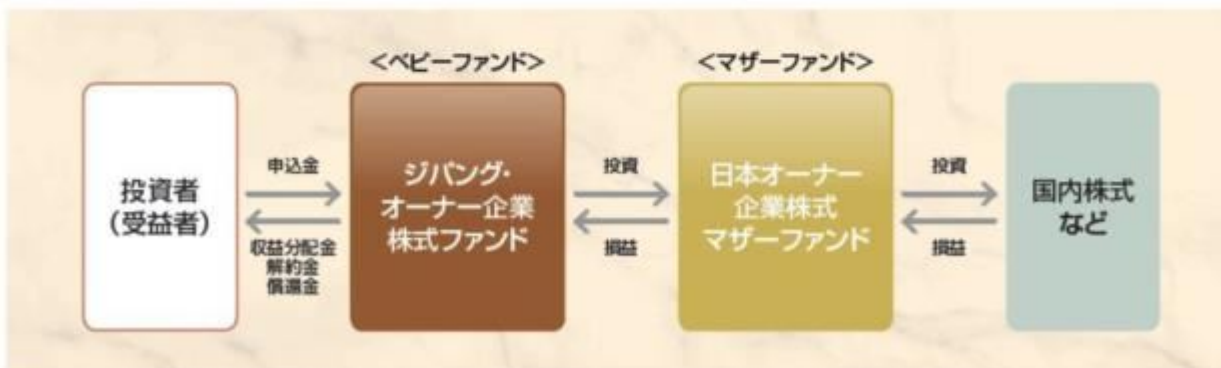 <ベビーファンド>
<マザーファンド>
投資者
(受益者)
申込金
収益分配金
解約金
償還金
ジパング・
オーナー企業
株式ファンド
投資
損益
日本オーナー
企業株式
マザーファンド
投資
損益
国内株式
など